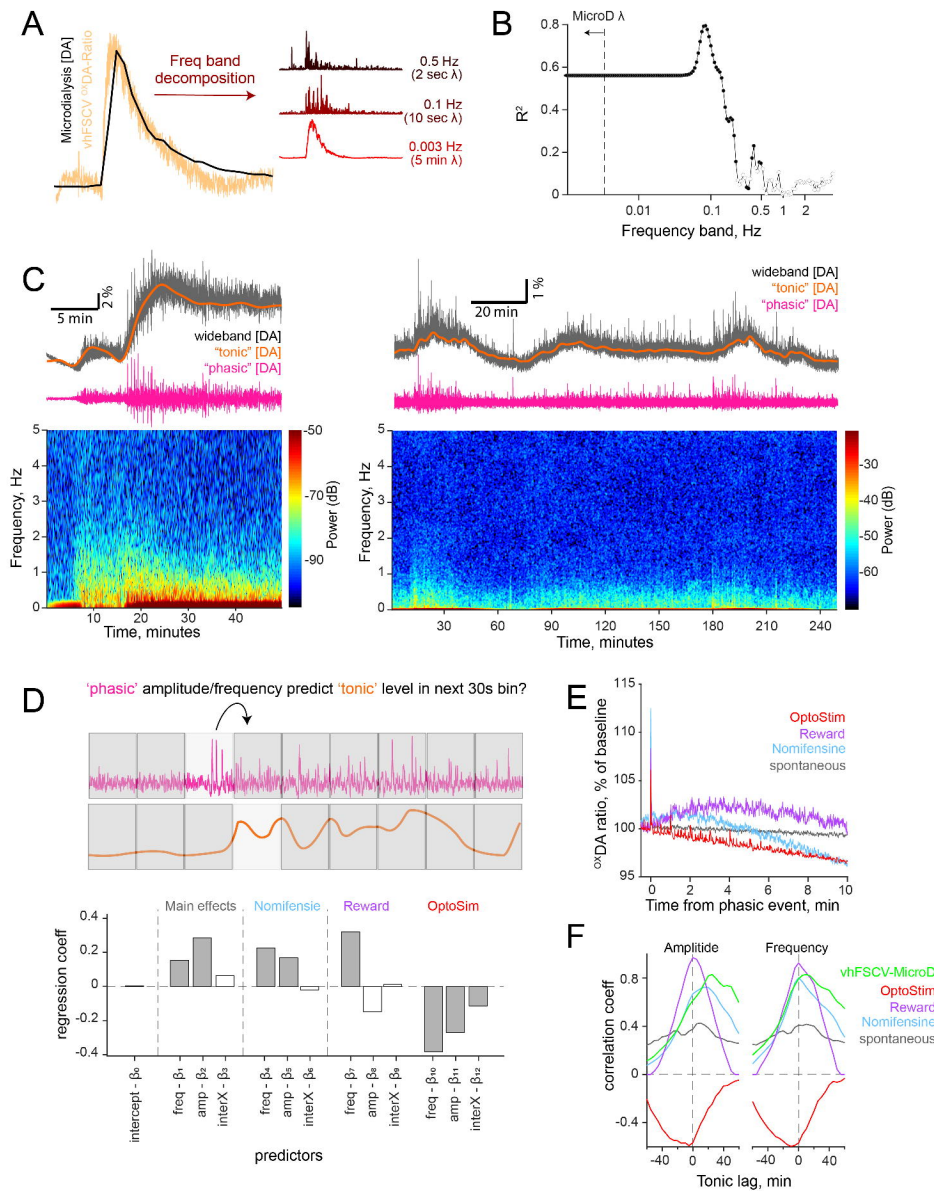 A
Microdialysis [DA]
vhFSCV OXDA-Ratio
Freq band
decomposition
0.5 Hz
(2 sec λ)
0.1 Hz
(10 sec λ)
0.003 Hz
(5 min λ)
B
MicroD λ
R²
0.8
0.6
0.4
0.2
0
0.01
0.1
0.5
1
2
Frequency band, Hz
C
5 min
2 %
wideband [DA]
"tonic" [DA]
"phasic" [DA]
20 min
1 %
wideband [DA]
"tonic" [DA]
"phasic" [DA]
Frequency, Hz
5
4
3
2
1
0
10
20
30
40
Time, minutes
-50
-70
-90
Power (dB)
Frequency, Hz
5
4
3
2
1
0
30
60
90
120
150
180
210
240
Time, minutes
-30
-40
-50
-60
Power (dB)
D
'phasic' amplitude/frequency predict 'tonic' level in next 30s bin?
regression coeff
0.4
0.2
0
-0.2
-0.4
Main effects
Nomifensie
Reward
OptoSim
intercept - β₀
freq - β₁
amp - β₂
interX - β₃
freq - β₄
amp - β₅
interX - β₆
freq - β₇
amp - β₈
interX - β₉
freq - β₁₀
amp - β₁₁
interX - β₁₂
predictors
E
OXDA ratio, % of baseline
115
110
105
100
95
OptoStim
Reward
Nomifensine
spontaneous
0
2
4
6
8
10
Time from phasic event, min
F
Amplitide
Frequency
correlation coeff
0.8
0.4
0
-0.4
vhFSCV-MicroD
OptoStim
Reward
Nomifensine
spontaneous
-40
0
40
-40
0
40
Tonic lag, min